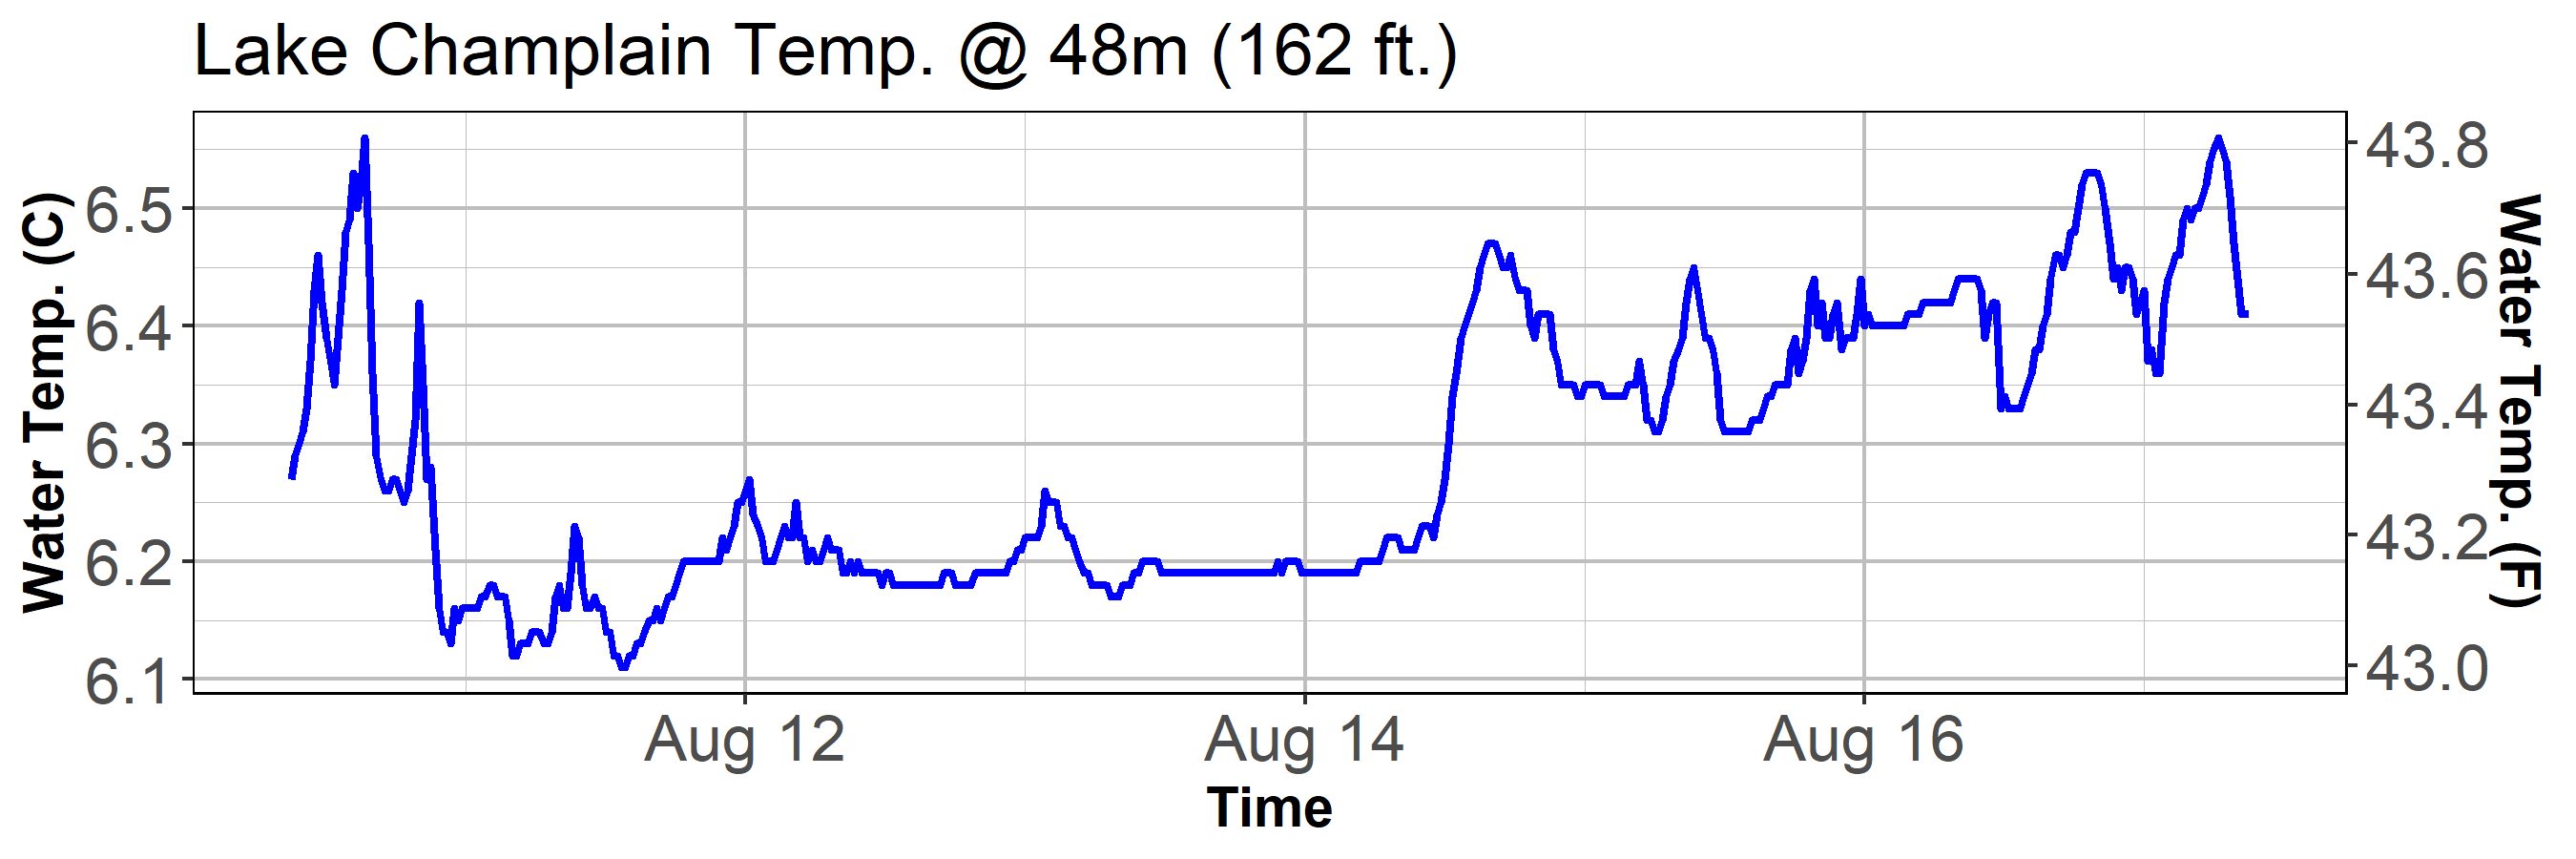 Lake Champlain Temp. @ 48m (162 ft.)
Water Temp. (C)
6.5
6.4
6.3
6.2
6.1
43.8
43.6
43.4
43.2
43.0
Water Temp. (F)
Aug 12 Aug 14 Aug 16
Time